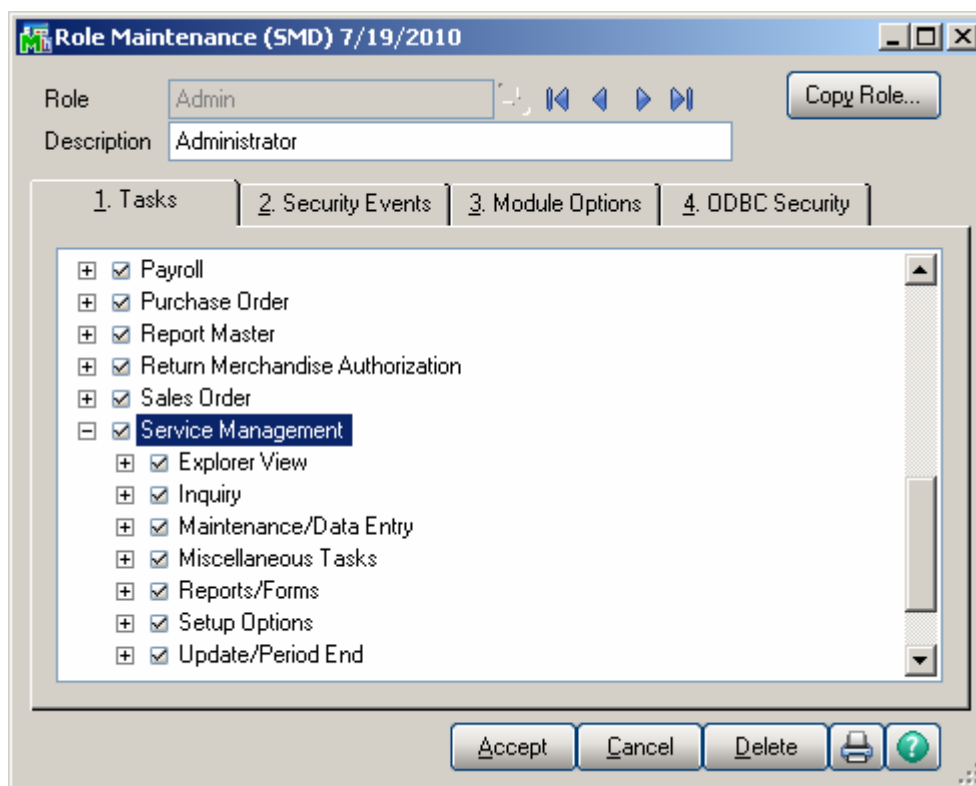 Role Maintenance (SMD) 7/19/2010
Role Admin Copy Role...
Description Administrator
1. Tasks 2. Security Events 3. Module Options 4. ODBC Security
Payroll
Purchase Order
Report Master
Return Merchandise Authorization
Sales Order
Service Management
Explorer View
Inquiry
Maintenance/Data Entry
Miscellaneous Tasks
Reports/Forms
Setup Options
Update/Period End
Accept Cancel Delete